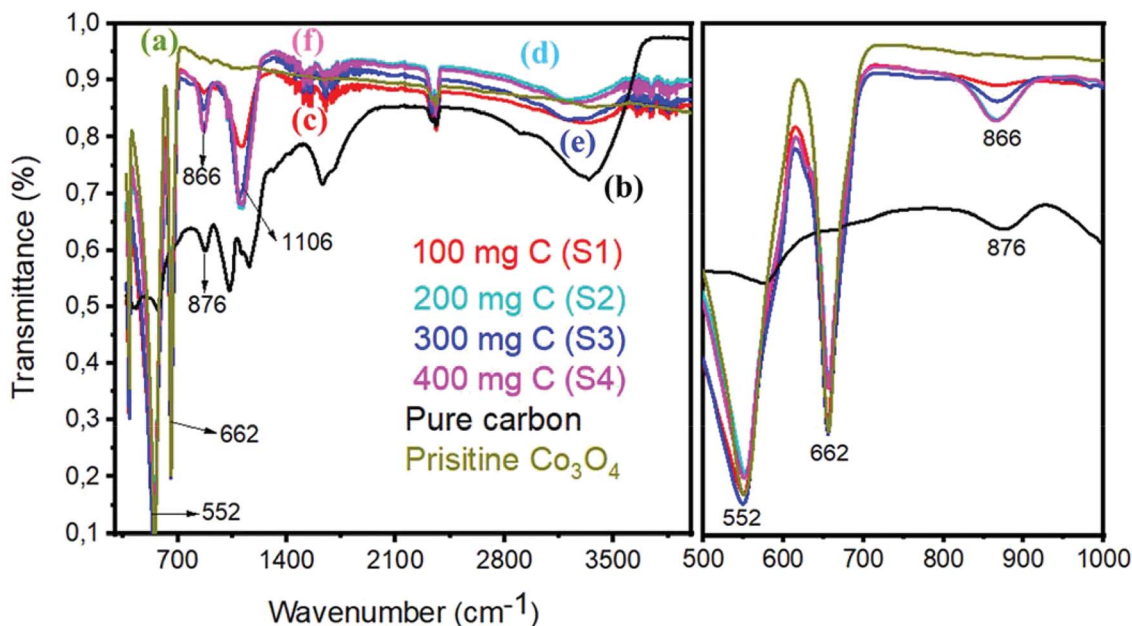 1,0
0,9
0,8
0,7
0,6
0,5
0,4
0,3
0,2
0,1
Transmittance (%)
(a)
(f)
(d)
(c)
(e)
(b)
866
1106
876
662
552
100 mg C (S1)
200 mg C (S2)
300 mg C (S3)
400 mg C (S4)
Pure carbon
Prisitine Co₃O₄
700 1400 2100 2800 3500
Wavenumber (cm⁻¹)
866
876
662
552
500 600 700 800 900 1000